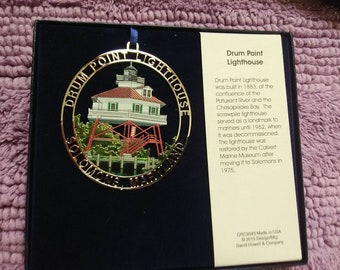 DRUM POINT LIGHTHOUSE
SOLOMONS, MARYLAND
Drum Point
Lighthouse
Drum Point Lighthouse
was built in 1883, at
the confluence of the
Patuxent River and the
Chesapeake Bay. The
screwpile lighthouse
served as a landmark to
mariners until 1962, when
it was decommissioned.
The lighthouse was
restored by the Calvert
Marine Museum after
moving it to Solomons in
1975.
Made in USA
© 2010 DesignMstg
David Howell & Company